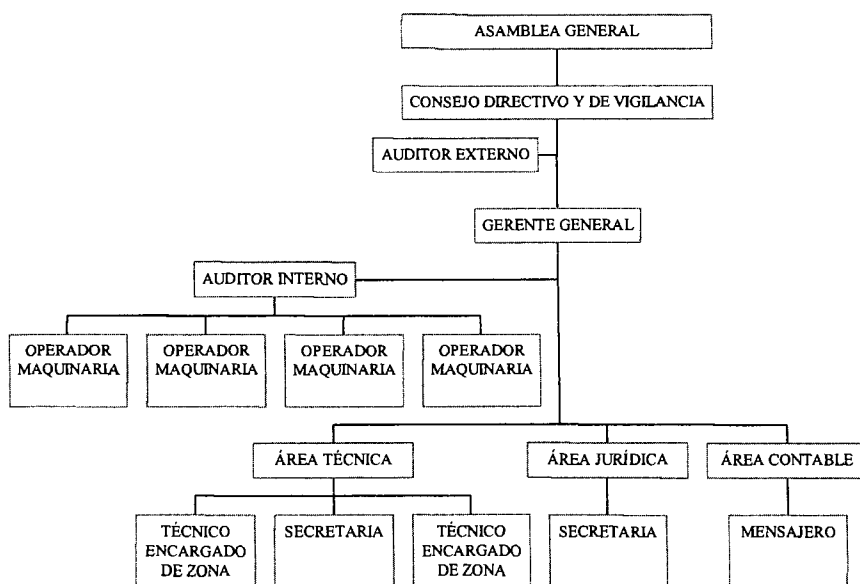 ASAMBLEA GENERAL
CONSEJO DIRECTIVO Y DE VIGILANCIA
AUDITOR EXTERNO
GERENTE GENERAL
AUDITOR INTERNO
OPERADOR
MAQUINARIA
OPERADOR
MAQUINARIA
OPERADOR
MAQUINARIA
OPERADOR
MAQUINARIA
ÁREA TÉCNICA
ÁREA JURÍDICA
ÁREA CONTABLE
TÉCNICO
ENCARGADO
DE ZONA
SECRETARIA
TÉCNICO
ENCARGADO
DE ZONA
SECRETARIA
MENSAJERO